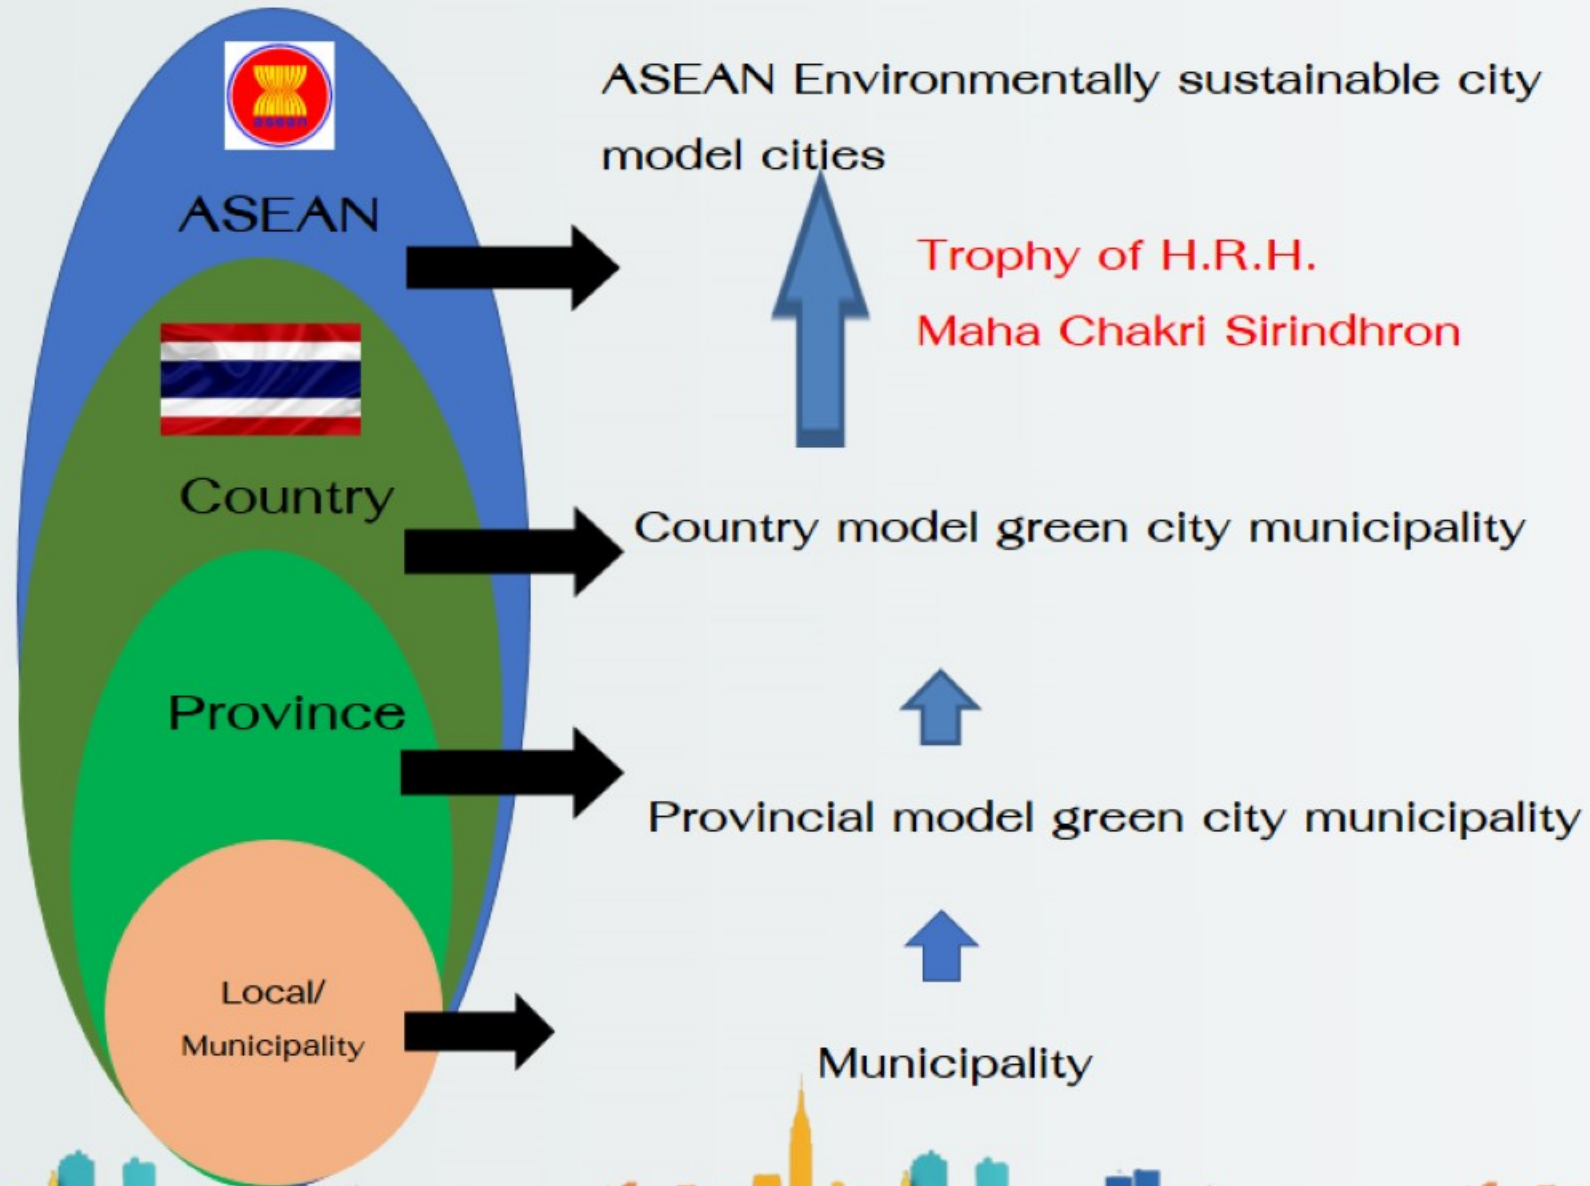 asean
ASEAN
ASEAN Environmentally sustainable city
model cities
Trophy of H.R.H.
Maha Chakri Sirindhron
Country
Country model green city municipality
Province
Provincial model green city municipality
Local/
Municipality
Municipality